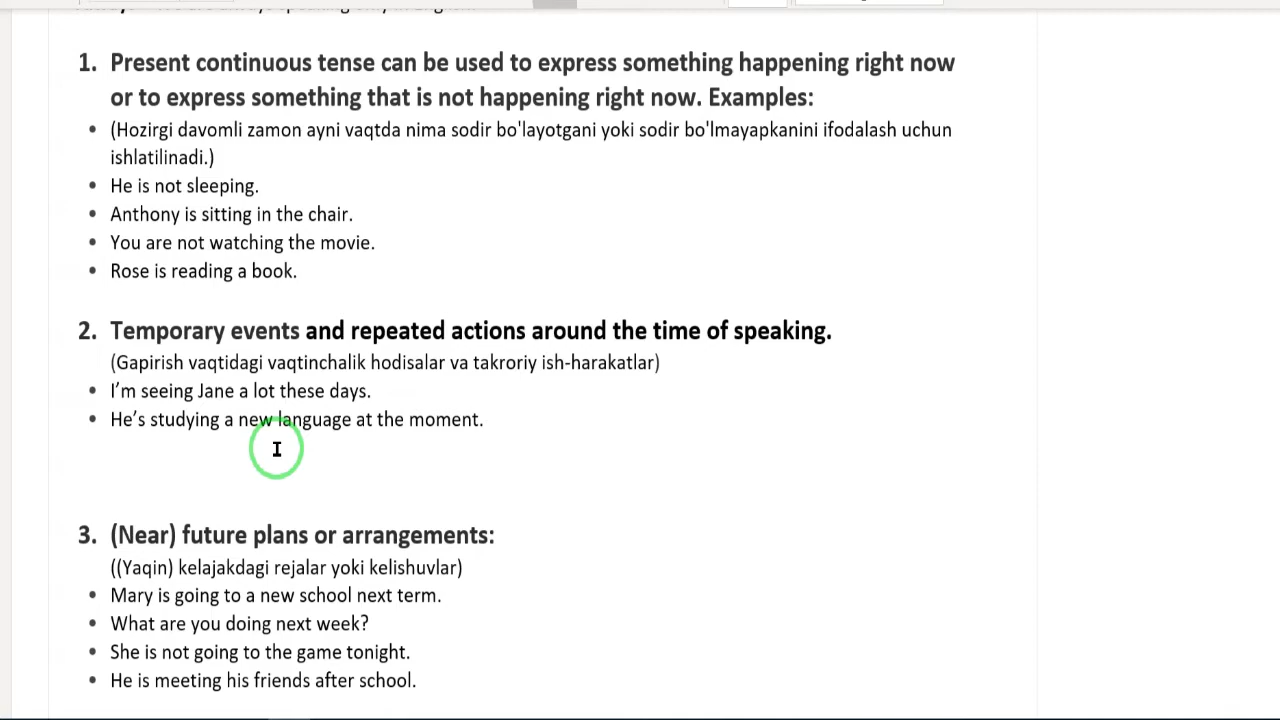 1. Present continuous tense can be used to express something happening right now
or to express something that is not happening right now. Examples:
• (Hozirgi davomli zamon ayni vaqtda nima sodir bo'layotgani yoki sodir bo'lmayapkanini ifodalash uchun
ishlatilinadi.)
• He is not sleeping.
• Anthony is sitting in the chair.
• You are not watching the movie.
• Rose is reading a book.
2. Temporary events and repeated actions around the time of speaking.
(Gapirish vaqtidagi vaqtinchalik hodisalar va takroriy ish-harakatlar)
• I’m seeing Jane a lot these days.
• He’s studying a new language at the moment.
3. (Near) future plans or arrangements:
((Yaqin) kelajakdagi rejalar yoki kelishuvlar)
• Mary is going to a new school next term.
• What are you doing next week?
• She is not going to the game tonight.
• He is meeting his friends after school.